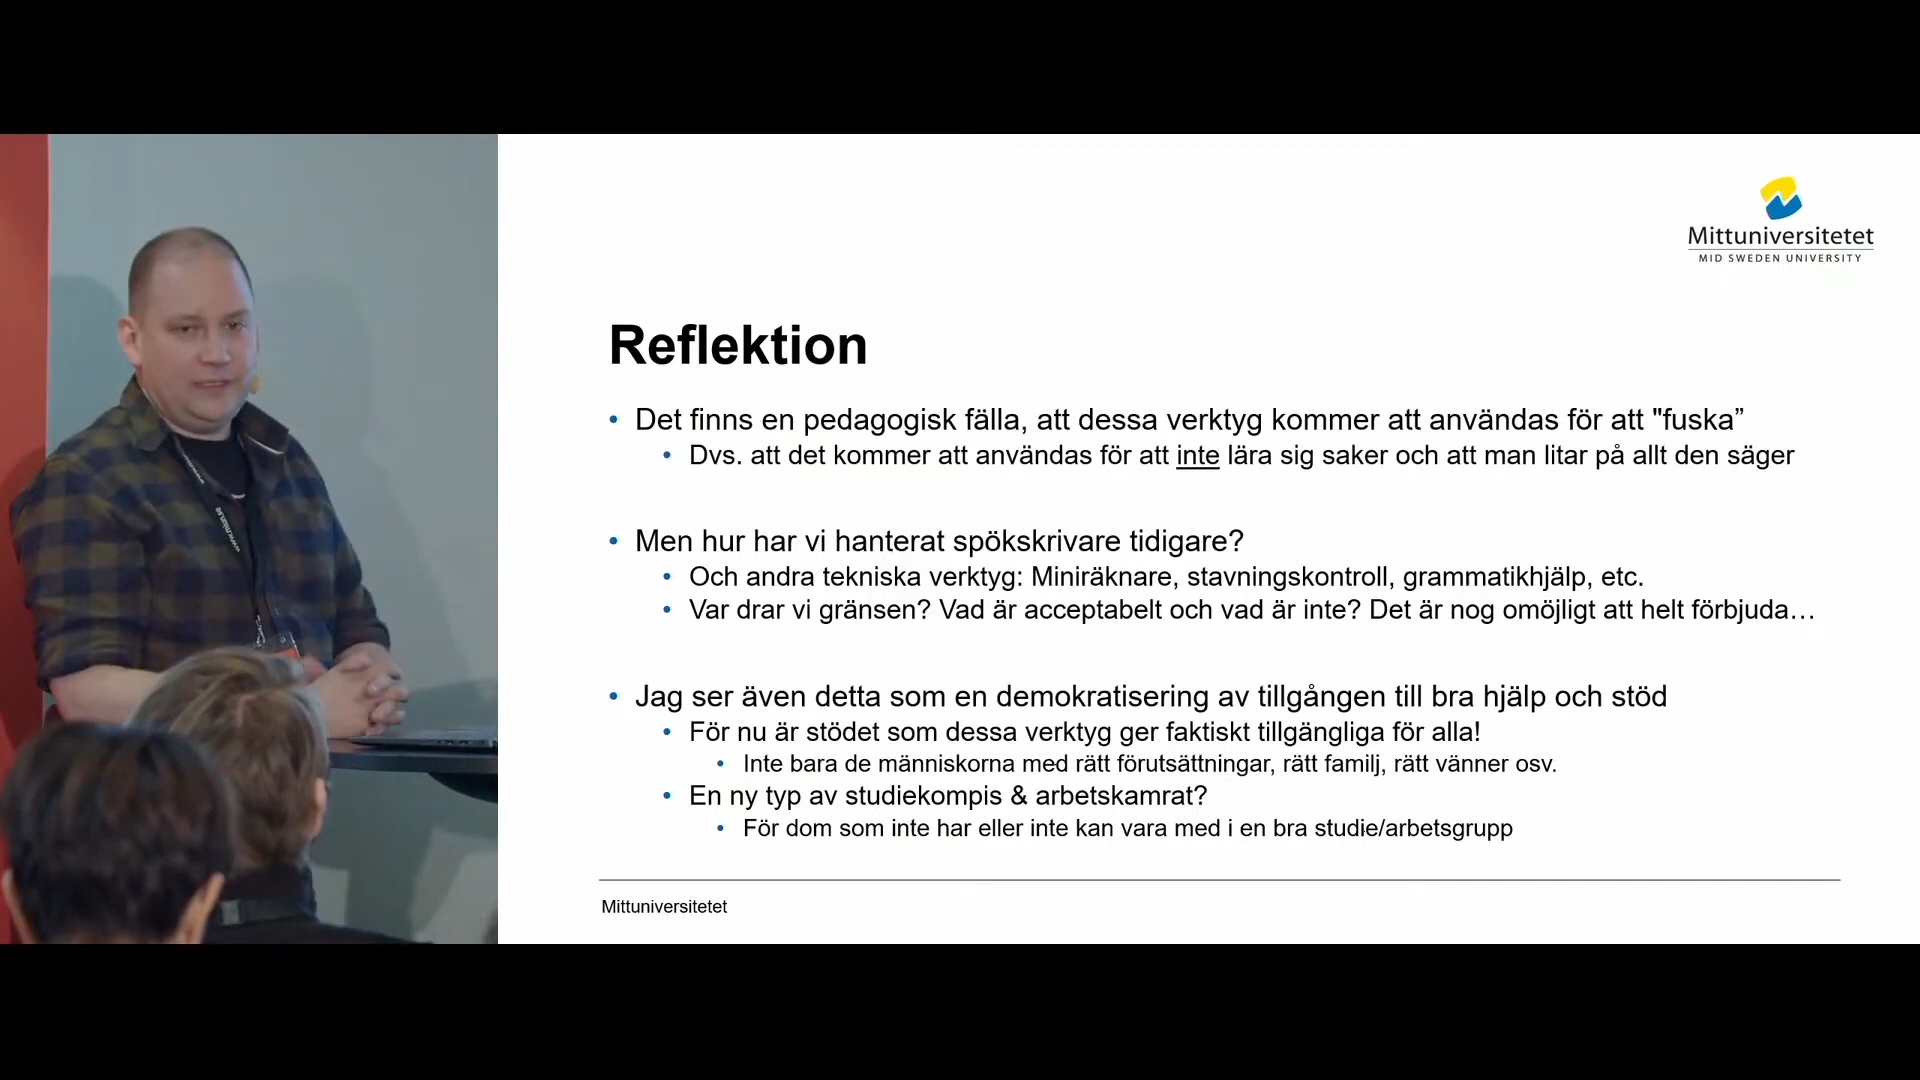 Mittuniversitetet
MID SWEDEN UNIVERSITY
Reflektion
• Det finns en pedagogisk fälla, att dessa verktyg kommer att användas för att "fuska”
• Dvs. att det kommer att användas för att inte lära sig saker och att man litar på allt den säger
• Men hur har vi hanterat spökskrivare tidigare?
• Och andra tekniska verktyg: Miniräknare, stavningskontroll, grammatikhjälp, etc.
• Var drar vi gränsen? Vad är acceptabelt och vad är inte? Det är nog omöjligt att helt förbjuda…
• Jag ser även detta som en demokratisering av tillgången till bra hjälp och stöd
• För nu är stödet som dessa verktyg ger faktiskt tillgängliga för alla!
• Inte bara de människorna med rätt förutsättningar, rätt familj, rätt vänner osv.
• En ny typ av studiekompis & arbetskamrat?
• För dom som inte har eller inte kan vara med i en bra studie/arbetsgrupp
Mittuniversitetet
www.miun.se